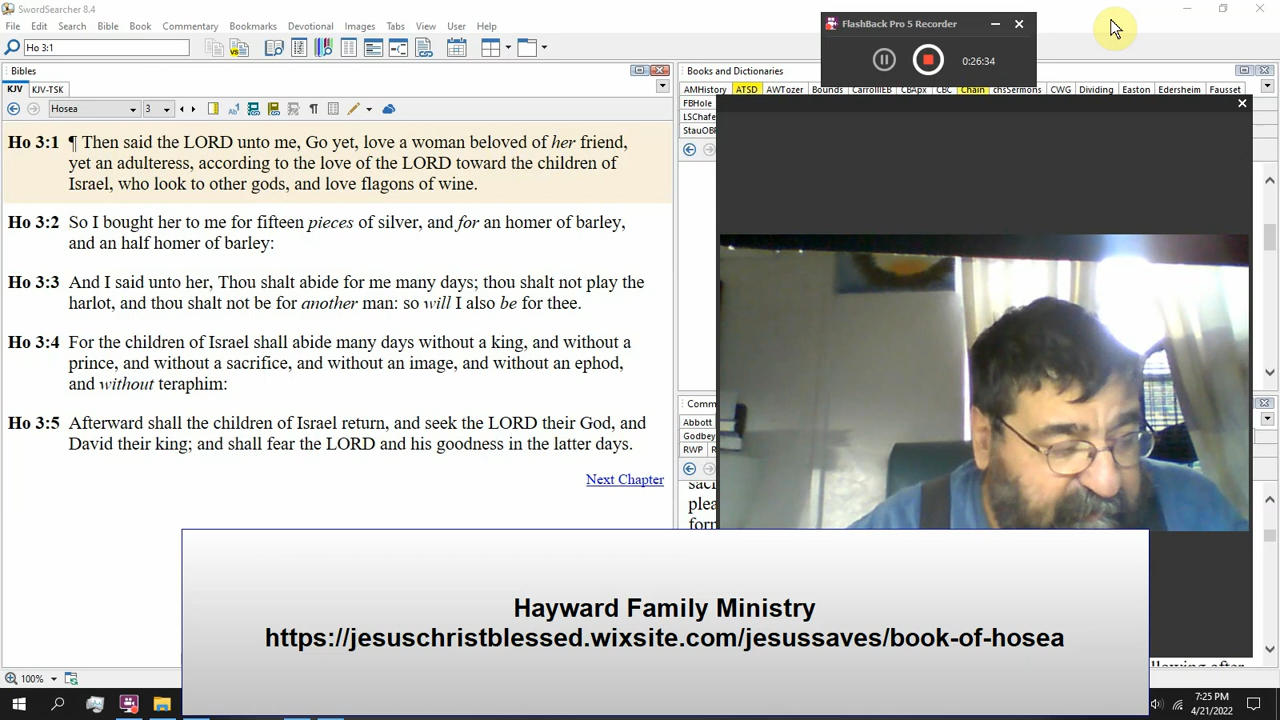 SwordSearcher 8.4
File Edit Search Bible Book Commentary Bookmarks Devotional Images Tabs View User Help
Ho 3:1
FlashBack Pro 5 Recorder
0:26:34
Bibles
KJV KJV-TSK
Hosea 3
Ho 3:1 ¶ Then said the LORD unto me, Go yet, love a woman beloved of her friend,
yet an adulteress, according to the love of the LORD toward the children of
Israel, who look to other gods, and love flagons of wine.
Ho 3:2 So I bought her to me for fifteen pieces of silver, and for an homer of barley,
and an half homer of barley:
Ho 3:3 And I said unto her, Thou shalt abide for me many days; thou shalt not play the
harlot, and thou shalt not be for another man: so will I also be for thee.
Ho 3:4 For the children of Israel shall abide many days without a king, and without a
prince, and without a sacrifice, and without an image, and without an ephod,
and without teraphim:
Ho 3:5 Afterward shall the children of Israel return, and seek the LORD their God, and
David their king; and shall fear the LORD and his goodness in the latter days.
Next Chapter
Books and Dictionaries
AMHistory ATSD AWTozer Bounds CarrollIEB CBApx CBC Chain chsSermons CWG Dividing Easton Edersheim Fausset
FBHole
LSChafe
StauOBF
Comm
Abbott
Godbey
RWP
sacr
plea
forn
llowing after
Hayward Family Ministry
https://jesuschristblessed.wixsite.com/jesussaves/book-of-hosea
100%
7:25 PM
4/21/2022